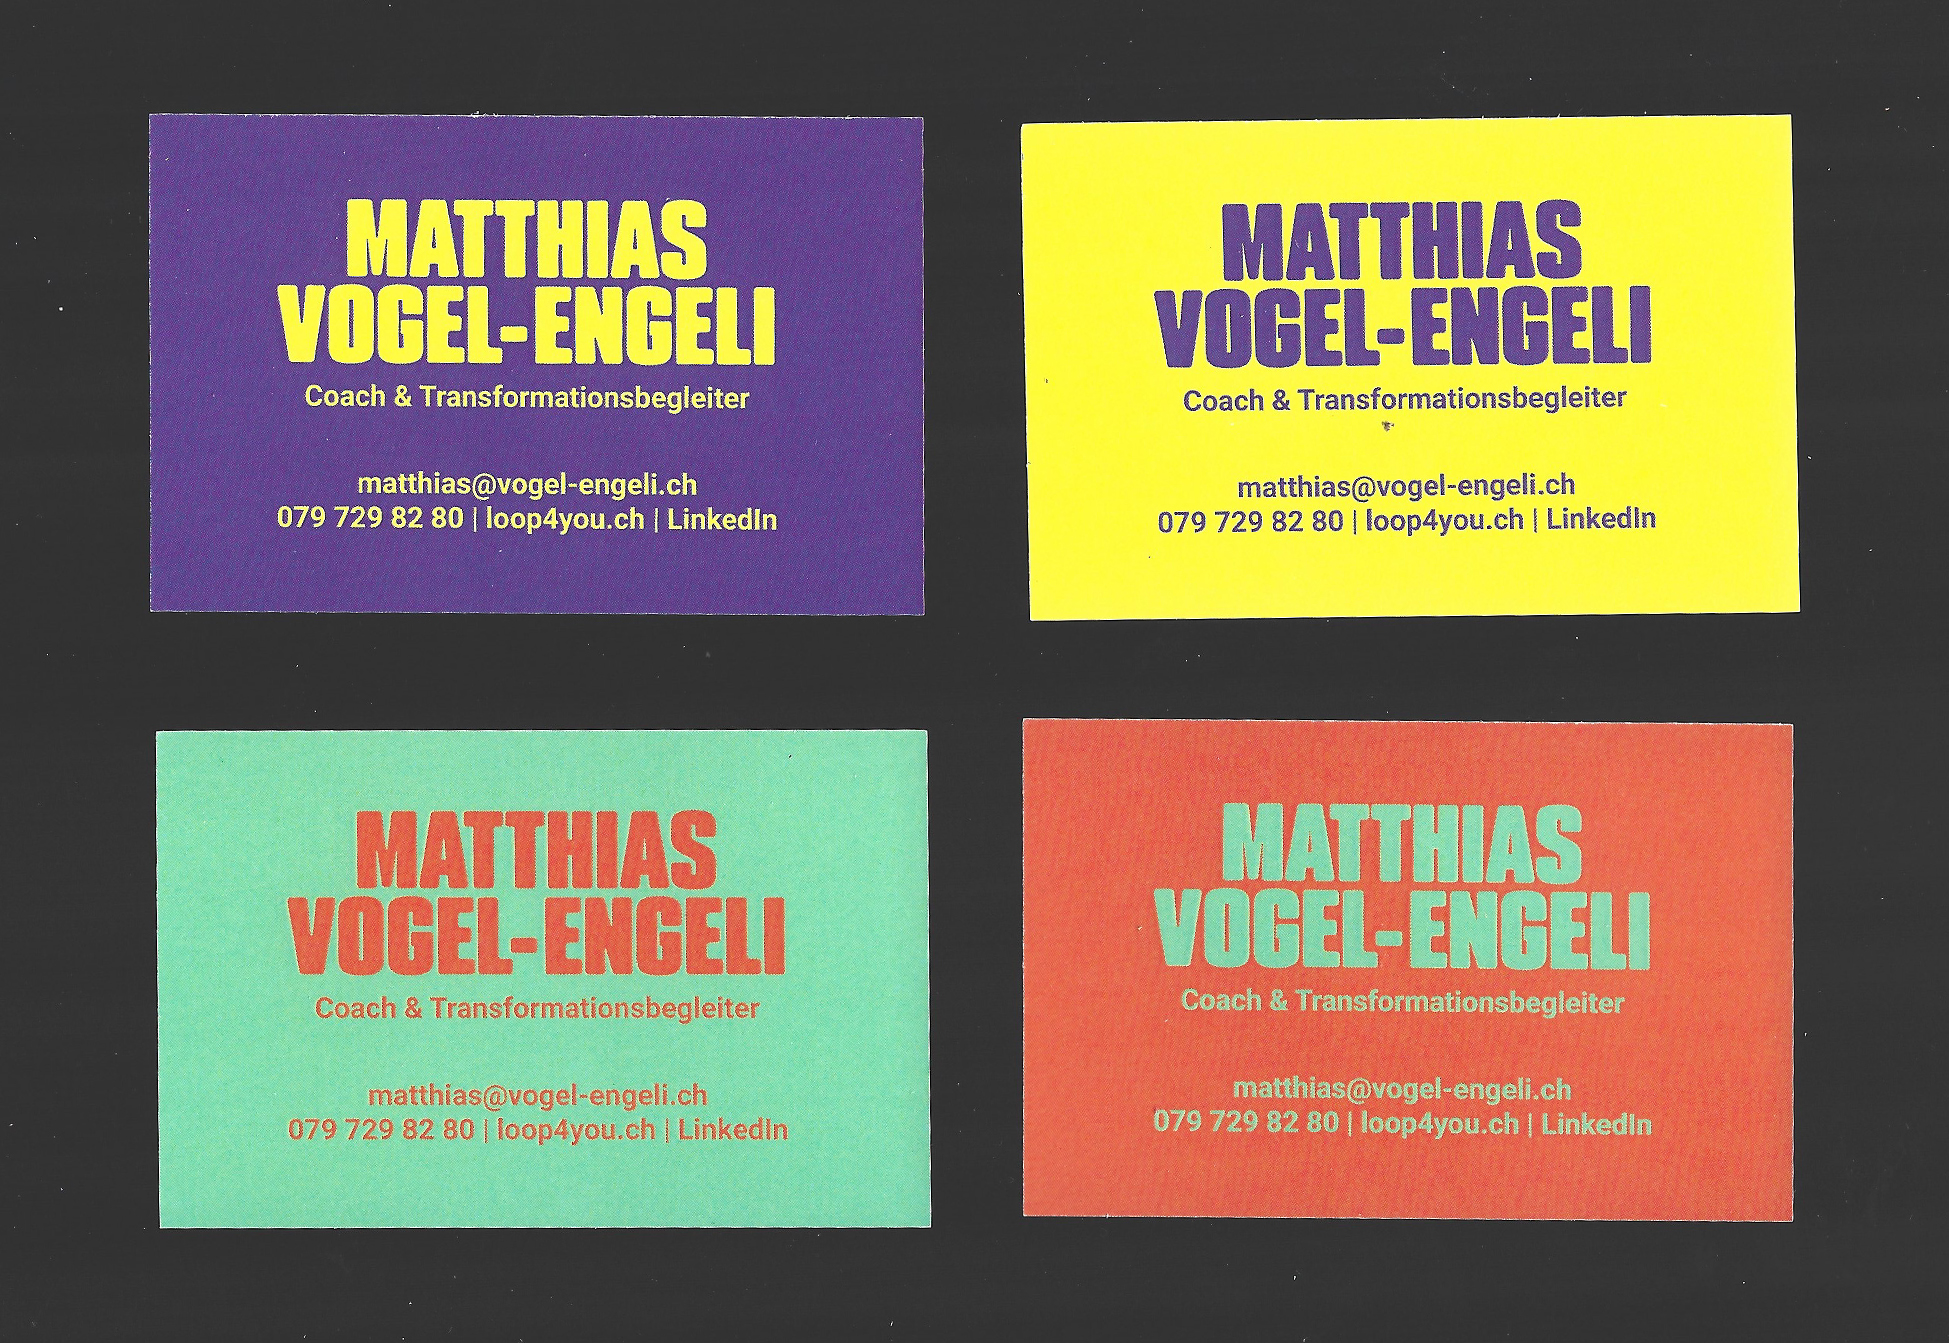 MATTHIAS
VOGEL-ENGELI
Coach & Transformationsbegleiter
matthias@vogel-engeli.ch
079 729 82 80 | loop4you.ch | LinkedIn
MATTHIAS
VOGEL-ENGELI
Coach & Transformationsbegleiter
matthias@vogel-engeli.ch
079 729 82 80 | loop4you.ch | LinkedIn
MATTHIAS
VOGEL-ENGELI
Coach & Transformationsbegleiter
matthias@vogel-engeli.ch
079 729 82 80 | loop4you.ch | LinkedIn
MATTHIAS
VOGEL-ENGELI
Coach & Transformationsbegleiter
matthias@vogel-engeli.ch
079 729 82 80 | loop4you.ch | LinkedIn